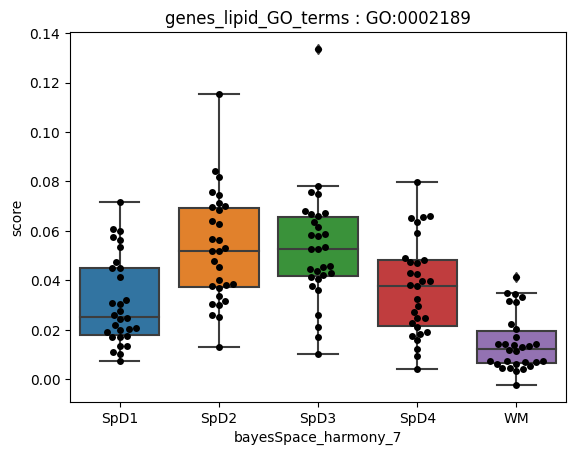 genes_lipid_GO_terms : GO:0002189
0.14
0.12
0.10
0.08
0.06
0.04
0.02
0.00
score
SpD1 SpD2 SpD3 SpD4 WM
bayesSpace_harmony_7